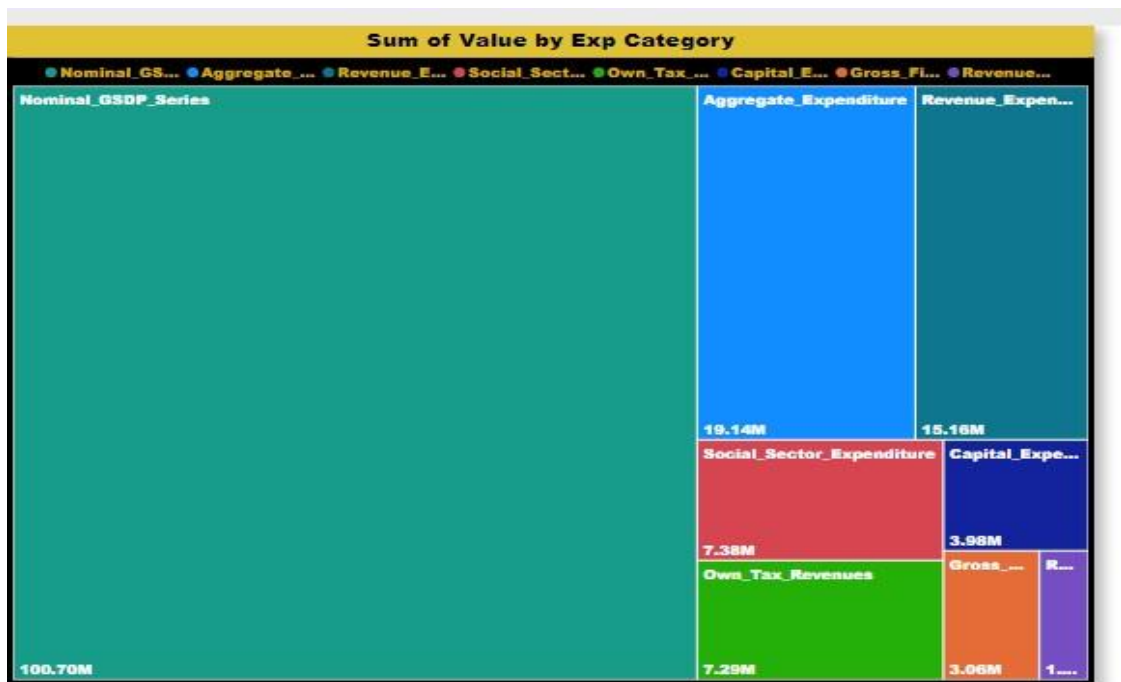 Sum of Value by Exp Category
Nominal_GS... Aggregate_... Revenue_E... Social_Sect... Own_Tax_... Capital_E... Gross_Fi... Revenue...
Nominal_GSDP_Series
100.70M
Aggregate_Expenditure
19.14M
Revenue_Expen...
15.16M
Social_Sector_Expenditure
7.38M
Own_Tax_Revenues
7.29M
Capital_Expe...
3.98M
Gross_...
3.06M
R...
1....